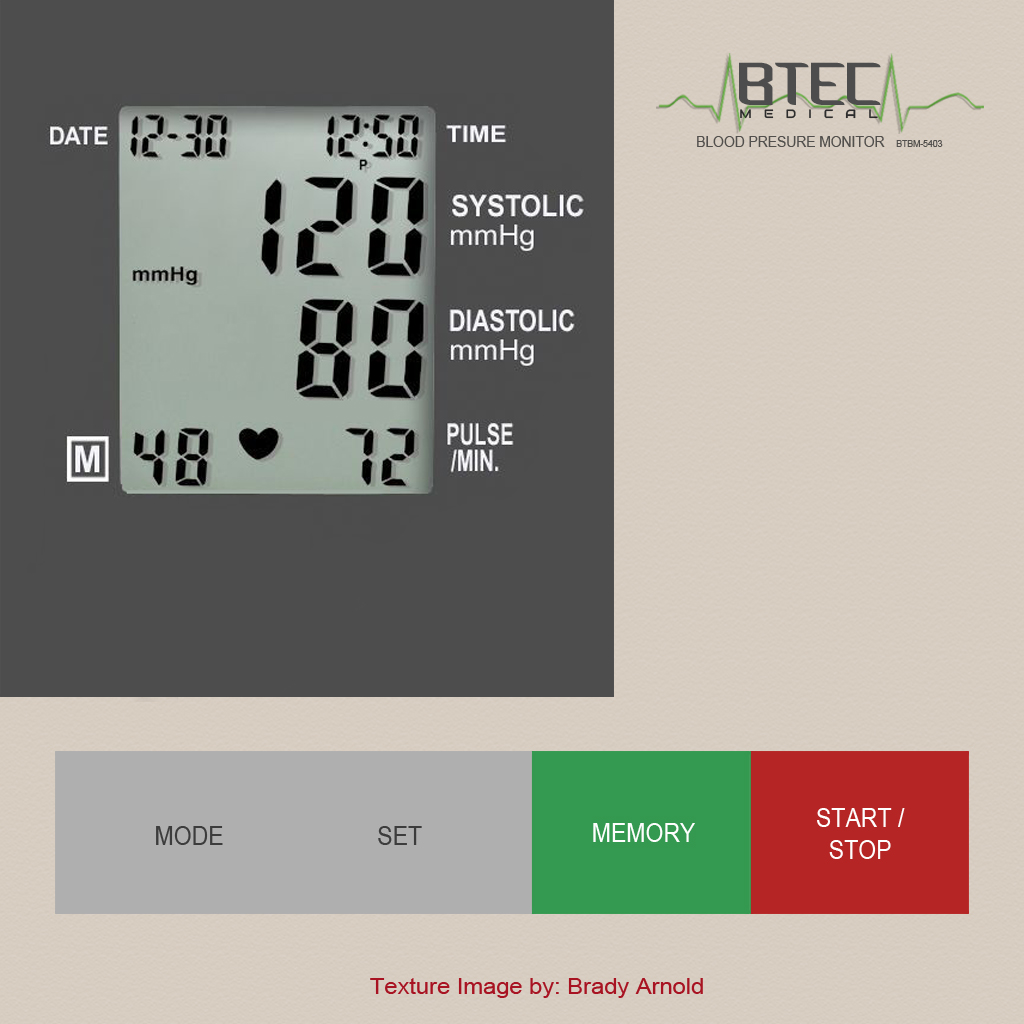 BTEC
MEDICAL
BLOOD PRESURE MONITOR BTBM-5403
DATE 12-30 12:50 TIME
P
120 SYSTOLIC
mmHg
mmHg
80 DIASTOLIC
mmHg
M 48 72 PULSE
/MIN.
MODE SET MEMORY START /
STOP
Texture Image by: Brady Arnold